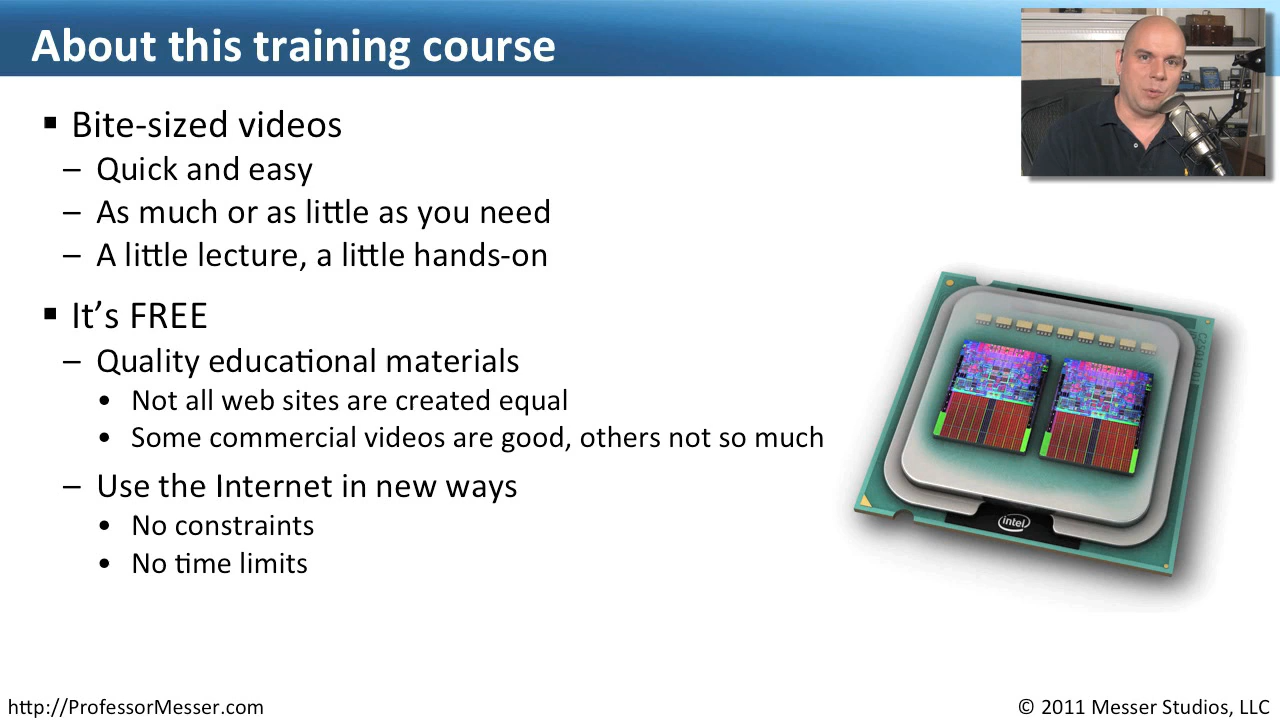 About this training course
▪ Bite-sized videos
– Quick and easy
– As much or as little as you need
– A little lecture, a little hands-on
▪ It’s FREE
– Quality educational materials
• Not all web sites are created equal
• Some commercial videos are good, others not so much
– Use the Internet in new ways
• No constraints
• No time limits
intel
http://ProfessorMesser.com
© 2011 Messer Studios, LLC